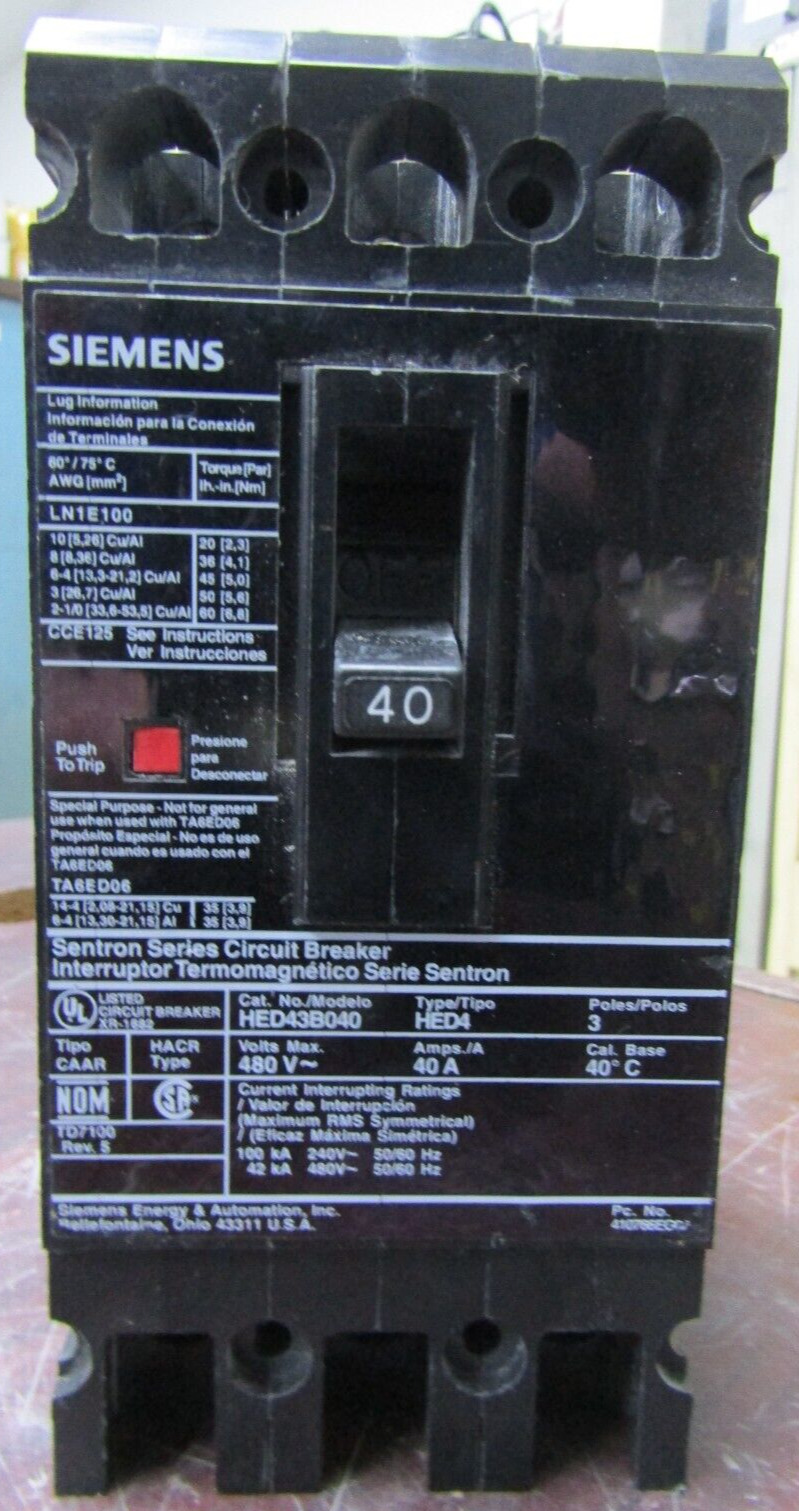 SIEMENS
Lug Information
Información para la Conexión
de Terminales
60°/75° C
AWG [mm²]
Torque [Par]
lh.-in.[Nm]
LN1E100
10 [5,26] Cu/Al 20 [2,3]
8 [8,36] Cu/Al 36 [4,1]
6-4 [13,3-21,2] Cu/Al 45 [5,0]
3 [26,7] Cu/Al 50 [5,6]
2-1/0 [33,6-53,5] Cu/Al 60 [6,8]
CCE125 See Instructions
Ver Instrucciones
OFF
40
Push
To Trip
Presione
para
Desconectar
Special Purpose - Not for general
use when used with TA6ED06
Propósito Especial - No es de uso
general cuando es usado con el
TA6ED06
TA6ED06
14-4 [2,08-21,15] Cu 35 [3,9]
6-4 [13,30-21,15] Al 35 [3,9]
Sentron Series Circuit Breaker
Interruptor Termomagnético Serie Sentron
UL LISTED
CIRCUIT BREAKER
XR-1682
Cat. No./Modelo
HED43B040
Type/Tipo
HED4
Poles/Polos
3
Tipo
CAAR
HACR
Type
Volts Max.
480 V~
Amps./A
40 A
Cal. Base
40° C
NOM
SA
TD7100
Rev. 5
Current Interrupting Ratings
/ Valor de Interrupción
(Maximum RMS Symmetrical)
/ (Eficaz Máxima Simétrica)
100 kA 240V~ 50/60 Hz
42 kA 480V~ 50/60 Hz
Siemens Energy & Automation, Inc.
Bellefontaine, Ohio 43311 U.S.A.
Pc. No.